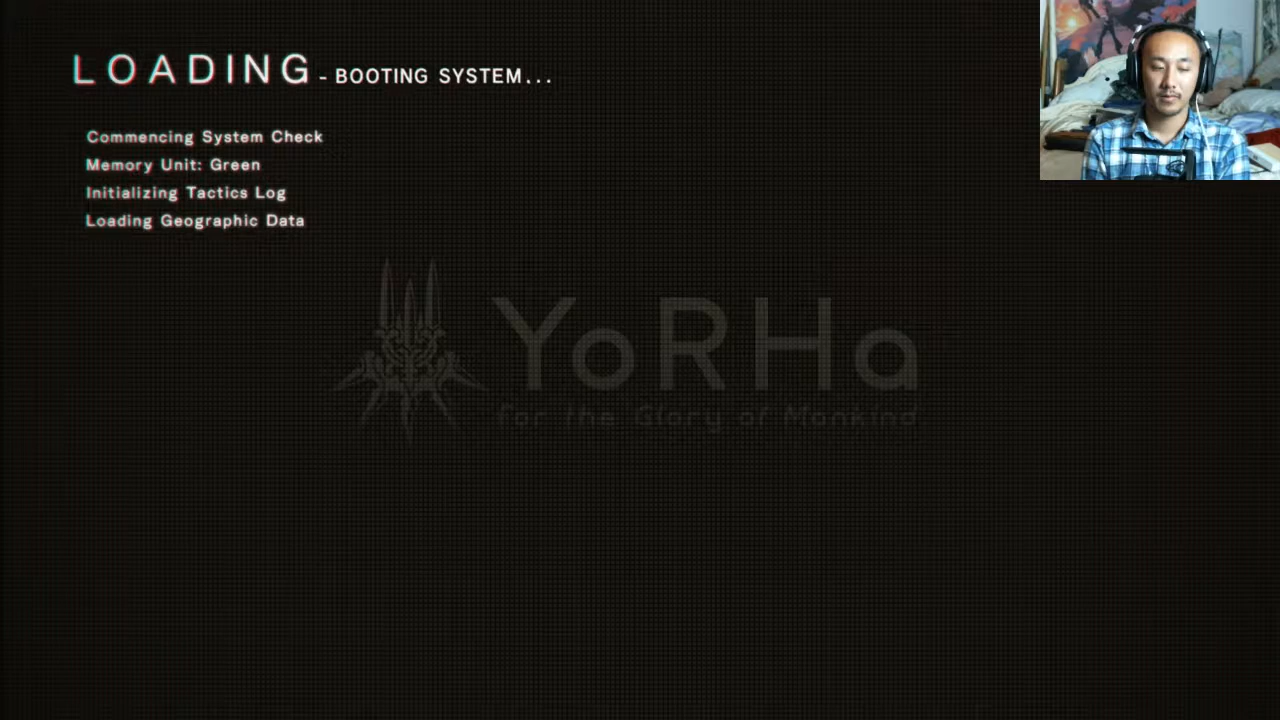 LOADING - BOOTING SYSTEM...
Commencing System Check
Memory Unit: Green
Initializing Tactics Log
Loading Geographic Data
YoRHa
For the Glory of Mankind